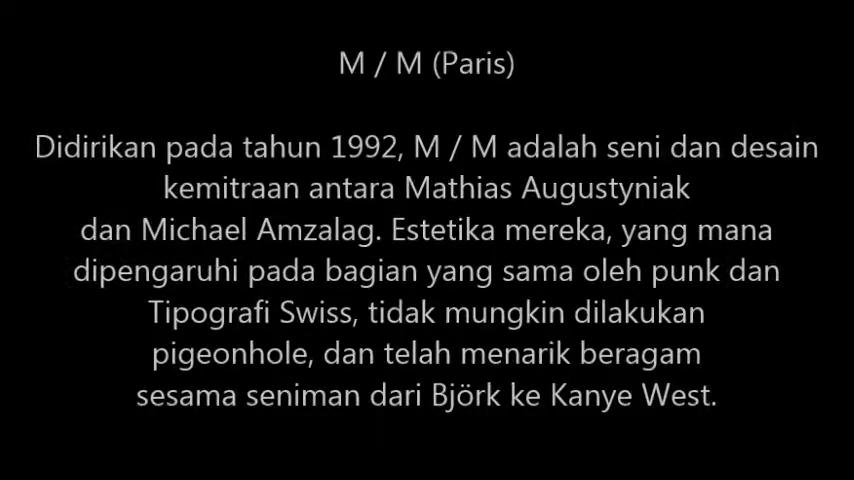 M / M (Paris)
Didirikan pada tahun 1992, M / M adalah seni dan desain
kemitraan antara Mathias Augustyniak
dan Michael Amzalag. Estetika mereka, yang mana
dipengaruhi pada bagian yang sama oleh punk dan
Tipografi Swiss, tidak mungkin dilakukan
pigeonhole, dan telah menarik beragam
sesama seniman dari Björk ke Kanye West.